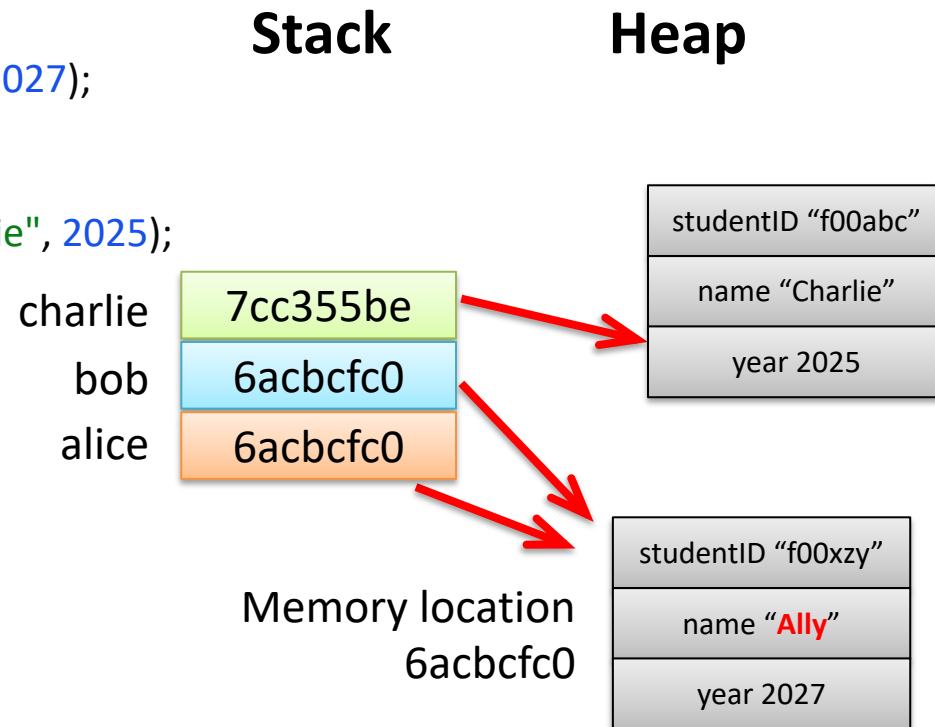 Stack
Heap
027);
ie", 2025);
charlie
7cc355be
bob
6acbcfc0
alice
6acbcfc0
studentID “f00abc”
name “Charlie”
year 2025
Memory location
6acbcfc0
studentID “f00xzy”
name “Ally”
year 2027